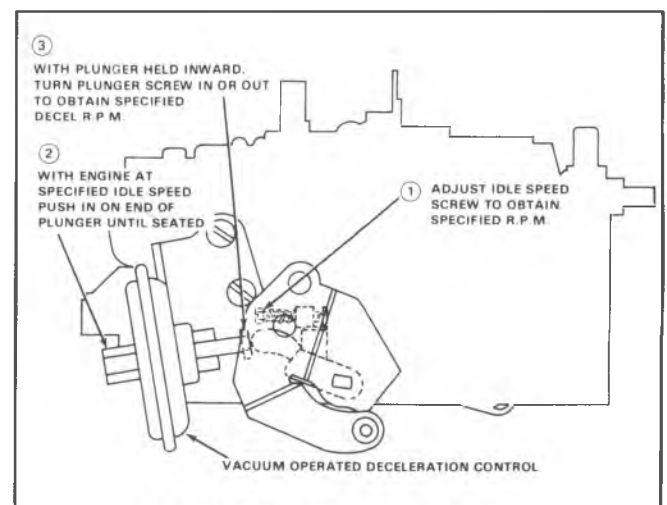 3
WITH PLUNGER HELD INWARD.
TURN PLUNGER SCREW IN OR OUT
TO OBTAIN SPECIFIED
DECEL R.P.M.
2
WITH ENGINE AT
SPECIFIED IDLE SPEED
PUSH IN ON END OF
PLUNGER UNTIL SEATED
1
ADJUST IDLE SPEED
SCREW TO OBTAIN
SPECIFIED R.P.M.
VACUUM OPERATED DECELERATION CONTROL